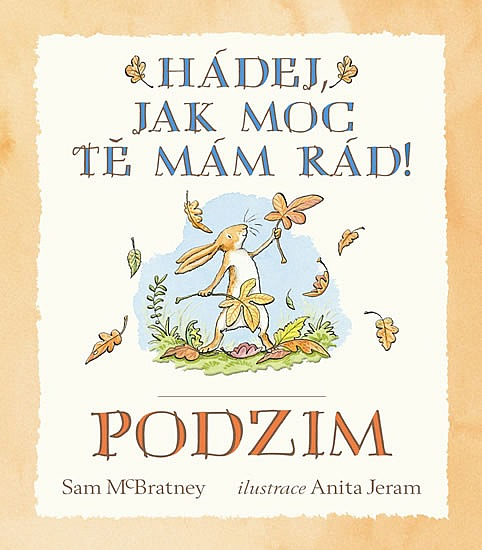 HÁDEJ,
JAK MOC
TĚ MÁM RÁD!
PODZIM
Sam McBratney ilustrace Anita Jeram